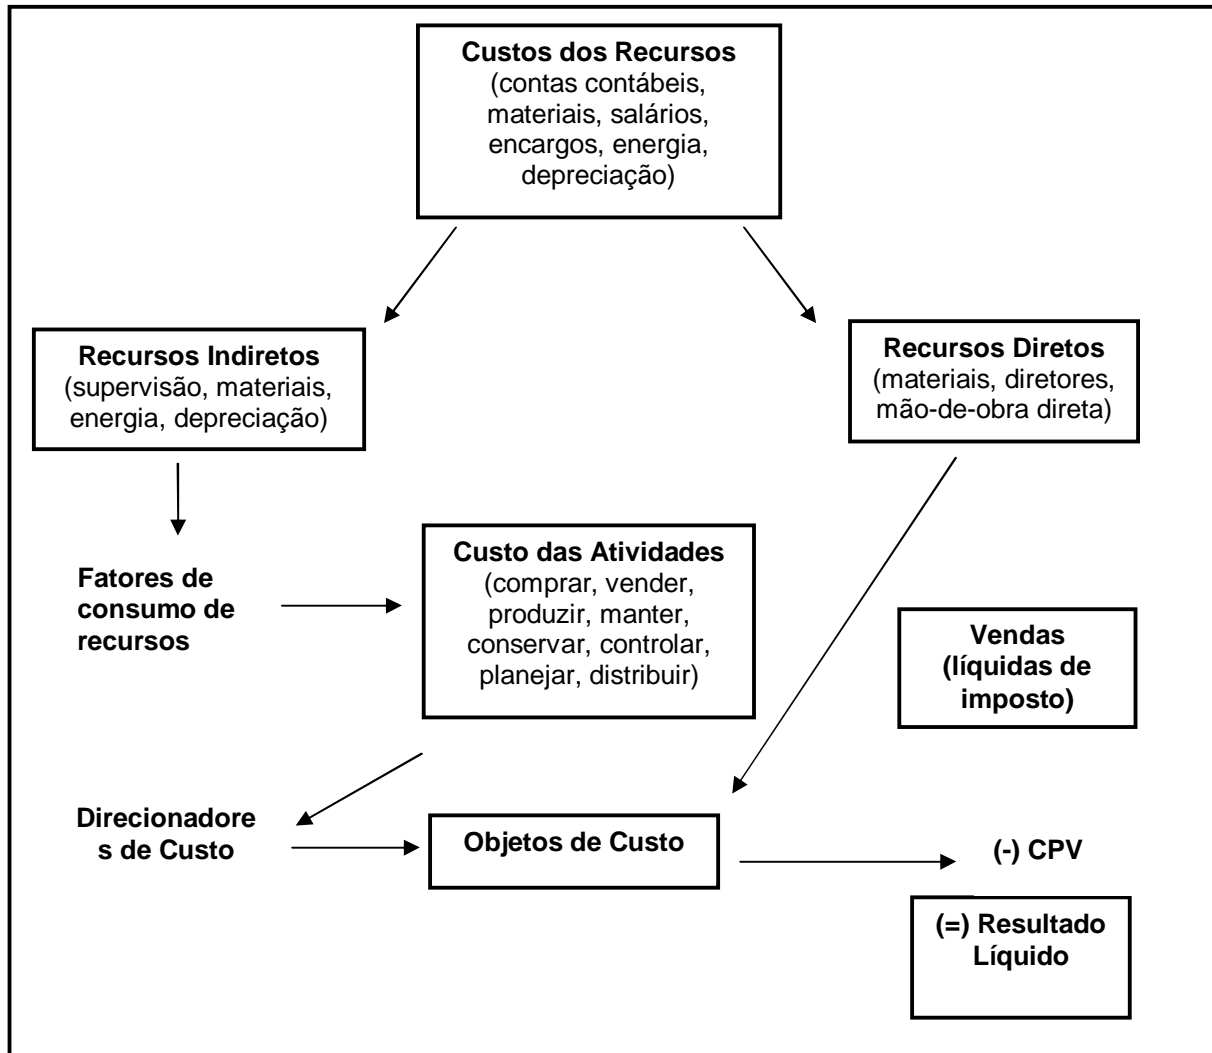 Custos dos Recursos
(contas contábeis,
materiais, salários,
encargos, energia,
depreciação)
Recursos Indiretos
(supervisão, materiais,
energia, depreciação)
Recursos Diretos
(materiais, diretores,
mão-de-obra direta)
Fatores de
consumo de
recursos
Custo das Atividades
(comprar, vender,
produzir, manter,
conservar, controlar,
planejar, distribuir)
Vendas
(líquidas de
imposto)
Direcionadore
s de Custo
Objetos de Custo
(-) CPV
(=) Resultado
Líquido